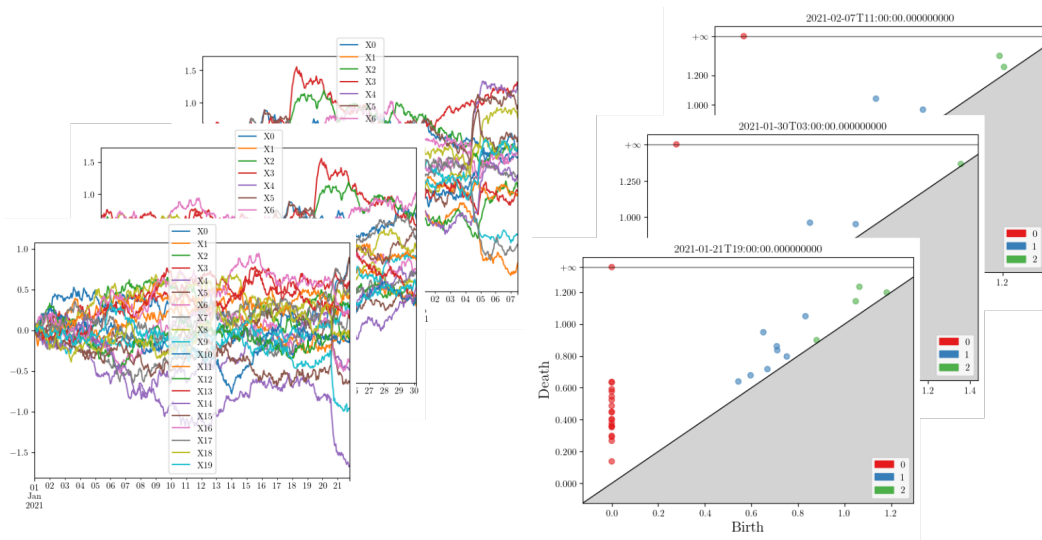 X0
X1
X2
X3
X4
X5
X6
1.5
1.0
02 03 04 05 06 07
X0
X1
X2
X3
X4
X5
X6
1.5
1.0
27 28 29 30
X0
X1
X2
X3
X4
X5
X6
X7
X8
X9
X10
X11
X12
X13
X14
X15
X16
X17
X18
X19
1.0
0.5
0.0
−0.5
−1.0
−1.5
01 02 03 04 05 06 07 08 09 10 11 12 13 14 15 16 17 18 19 20 21
Jan
2021
2021-02-07T11:00:00.000000000
+∞
1.200
1.000
1.2
2021-01-30T03:00:00.000000000
+∞
1.250
1.000
0
1
2
1.2 1.4
2021-01-21T19:00:00.000000000
+∞
1.200
1.000
0.800
0.600
0.400
0.200
0.000
Death
0
1
2
0.0 0.2 0.4 0.6 0.8 1.0 1.2
Birth